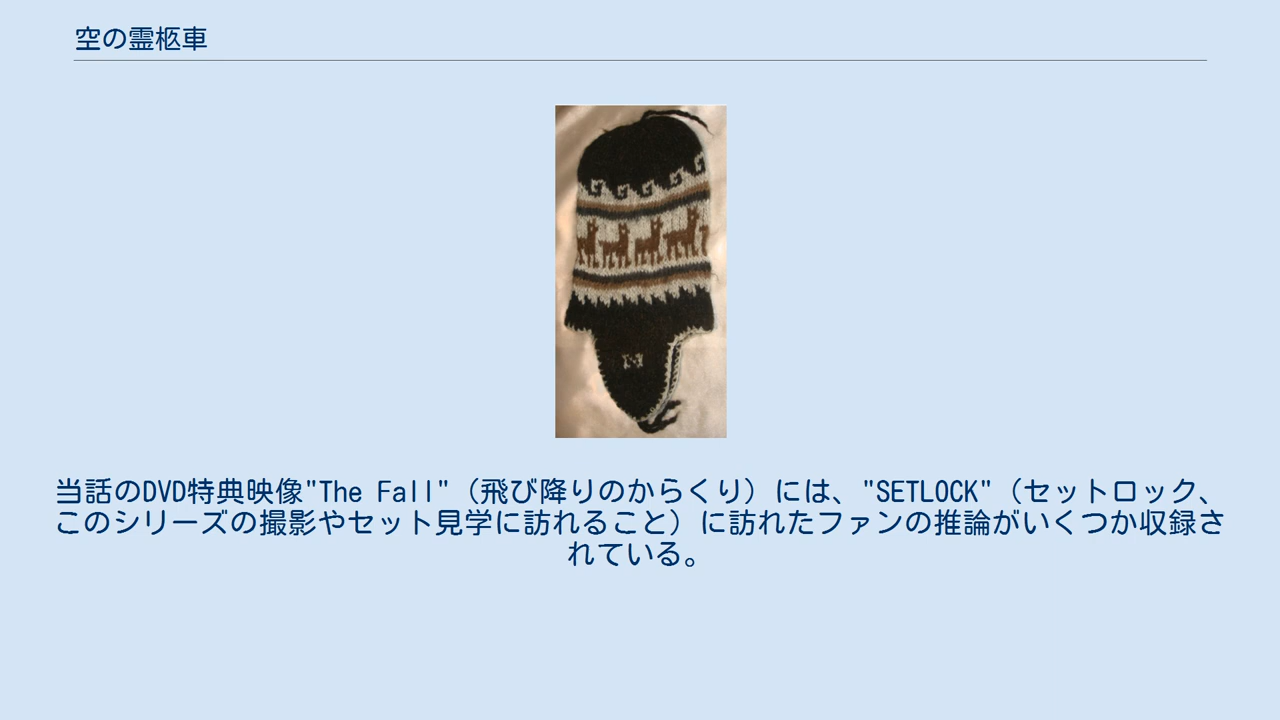 空の霊柩車
当話のDVD特典映像"The Fall"（飛び降りのからくり）には、"SETLOCK"（セットロック、
このシリーズの撮影やセット見学に訪れること）に訪れたファンの推論がいくつか収録さ
れている。